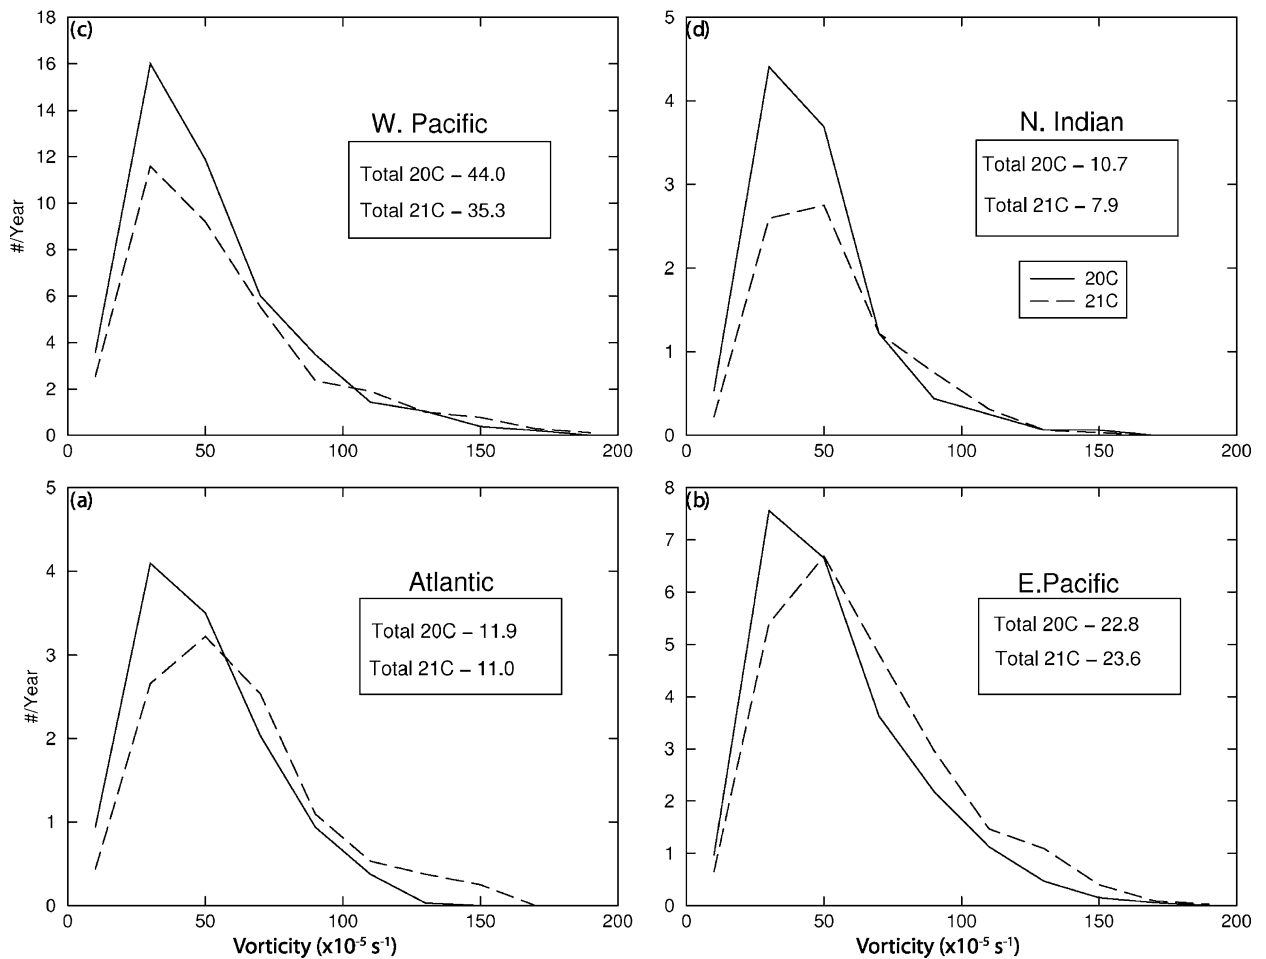 (c)
18
16
14
12
10
8
6
4
2
0
#/Year
W. Pacific
Total 20C – 44.0
Total 21C – 35.3
0 50 100 150 200
(d)
5
4
3
2
1
0
N. Indian
Total 20C – 10.7
Total 21C – 7.9
20C
21C
0 50 100 150 200
(a)
5
4
3
2
1
0
#/Year
Atlantic
Total 20C – 11.9
Total 21C – 11.0
0 50 100 150 200
Vorticity (x10⁻⁵ s⁻¹)
(b)
8
7
6
5
4
3
2
1
0
E.Pacific
Total 20C – 22.8
Total 21C – 23.6
0 50 100 150 200
Vorticity (x10⁻⁵ s⁻¹)